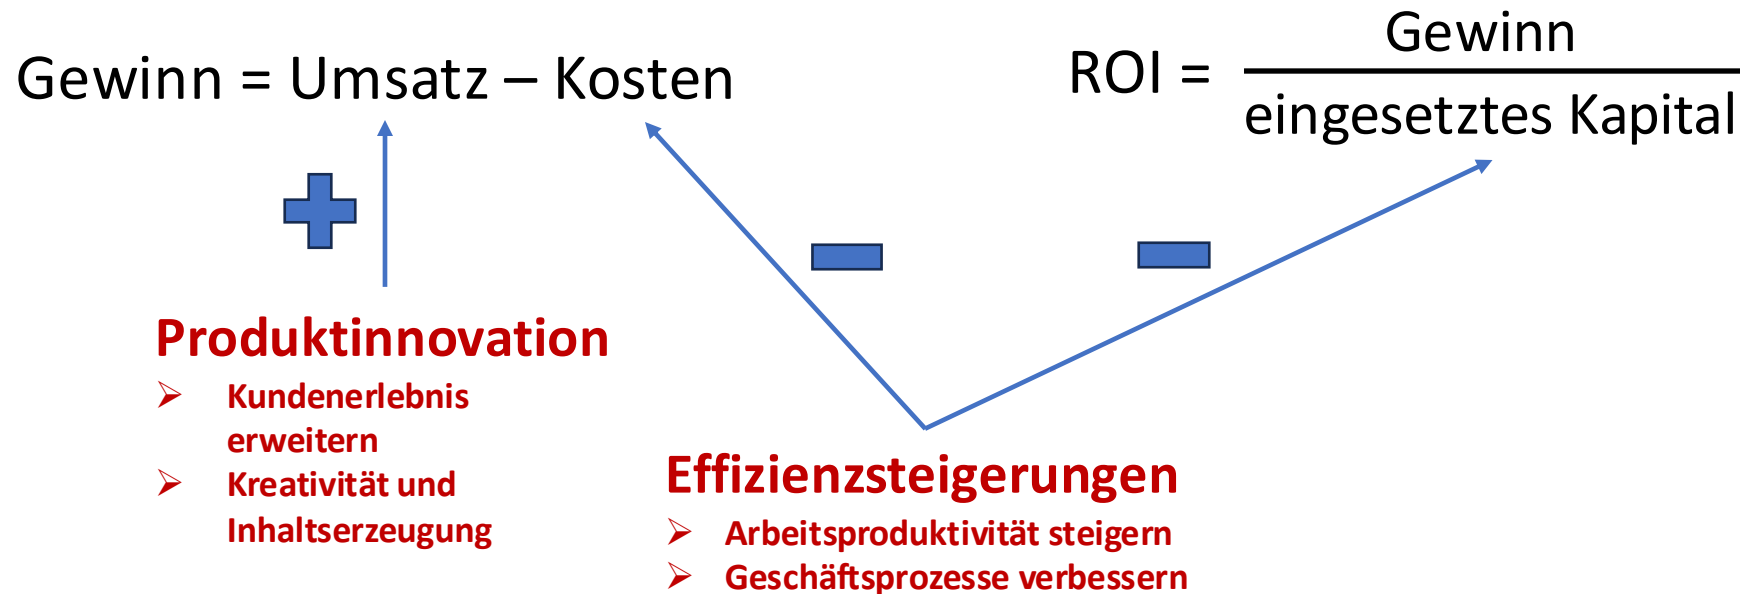 Gewinn = Umsatz – Kosten
ROI =
Gewinn
eingesetztes Kapital
Produktinnovation
➢ Kundenerlebnis
erweitern
➢ Kreativität und
Inhaltserzeugung
Effizienzsteigerungen
➢ Arbeitsproduktivität steigern
➢ Geschäftsprozesse verbessern